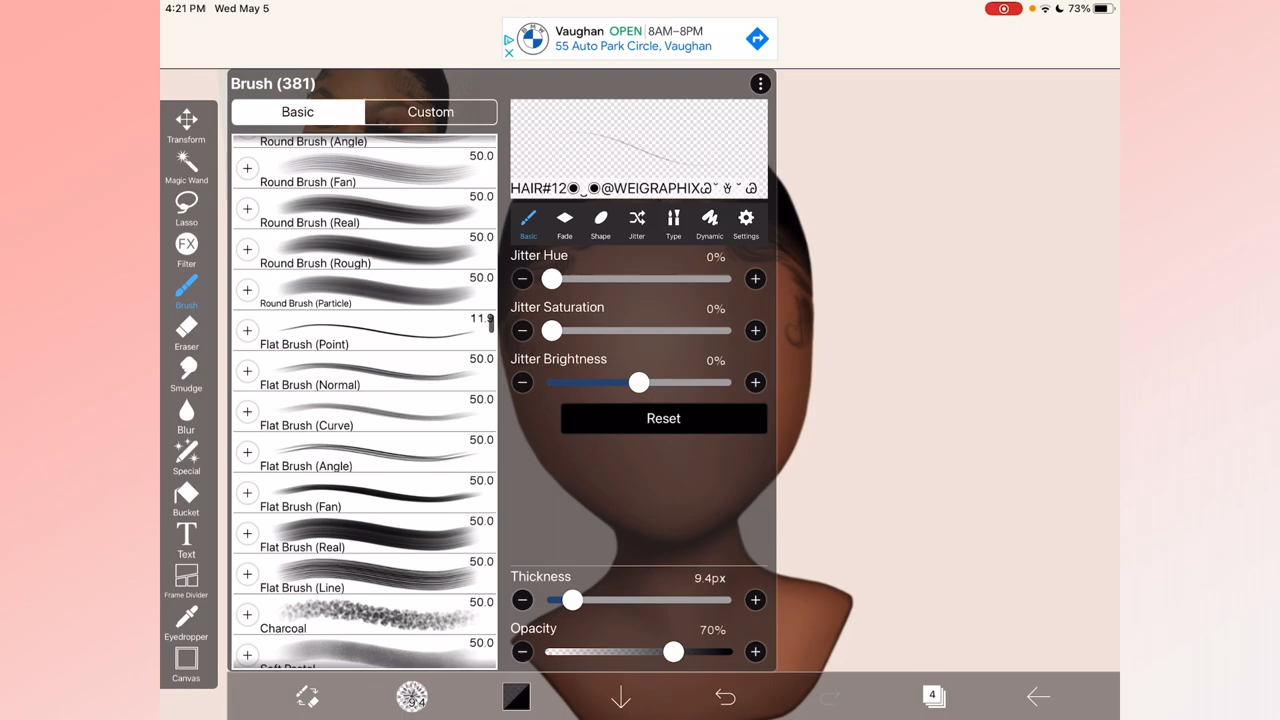 4:21 PM Wed May 5
73%
Vaughan OPEN | 8AM–8PM
55 Auto Park Circle, Vaughan
Brush (381)
Basic
Custom
Round Brush (Angle)
50.0
Round Brush (Fan)
50.0
Round Brush (Real)
50.0
Round Brush (Rough)
50.0
Round Brush (Particle)
11.9
Flat Brush (Point)
50.0
Flat Brush (Normal)
50.0
Flat Brush (Curve)
50.0
Flat Brush (Angle)
50.0
Flat Brush (Fan)
50.0
Flat Brush (Real)
50.0
Flat Brush (Line)
50.0
Charcoal
50.0
Soft Pastel
Transform
Magic Wand
Lasso
FX
Filter
Brush
Eraser
Smudge
Blur
Special
Bucket
T
Text
Frame Divider
Eyedropper
Canvas
HAIR#12◉‿◉@WEIGRAPHIX
Basic
Fade
Shape
Jitter
Type
Dynamic
Settings
Jitter Hue 0%
Jitter Saturation 0%
Jitter Brightness 0%
Reset
Thickness 9.4px
Opacity 70%
9.4
4